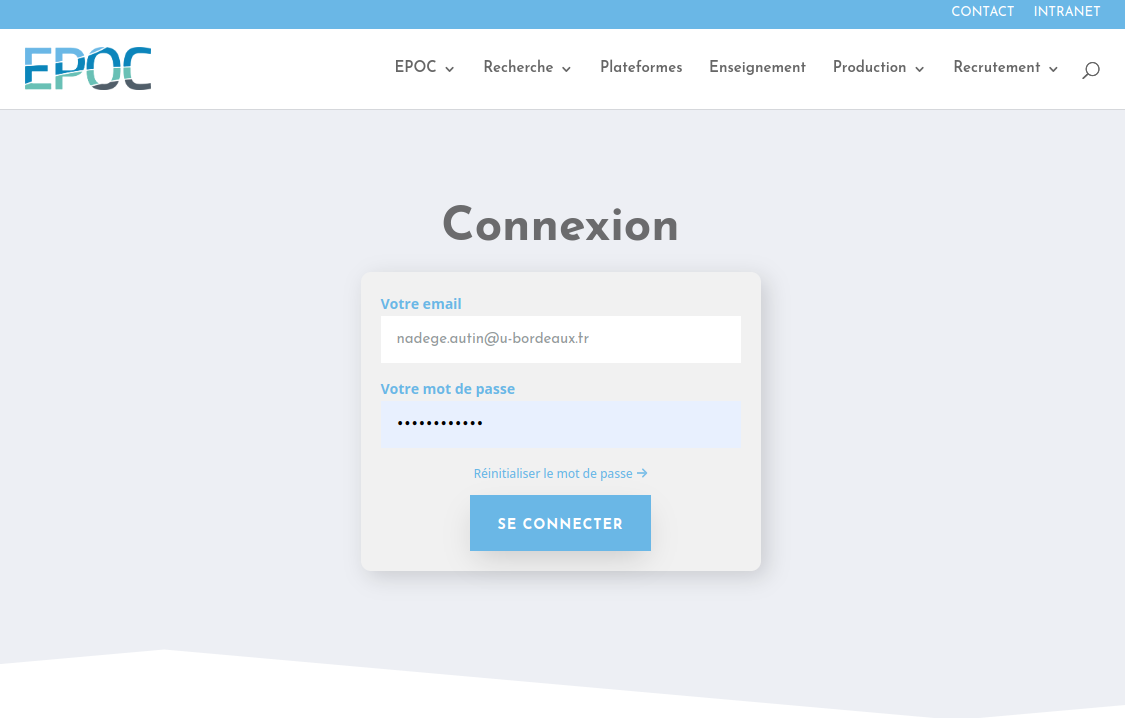 CONTACT INTRANET
EPOC
EPOC Recherche Plateformes Enseignement Production Recrutement
Connexion
Votre email
nadege.autin@u-bordeaux.fr
Votre mot de passe
••••••••••••
Réinitialiser le mot de passe →
SE CONNECTER